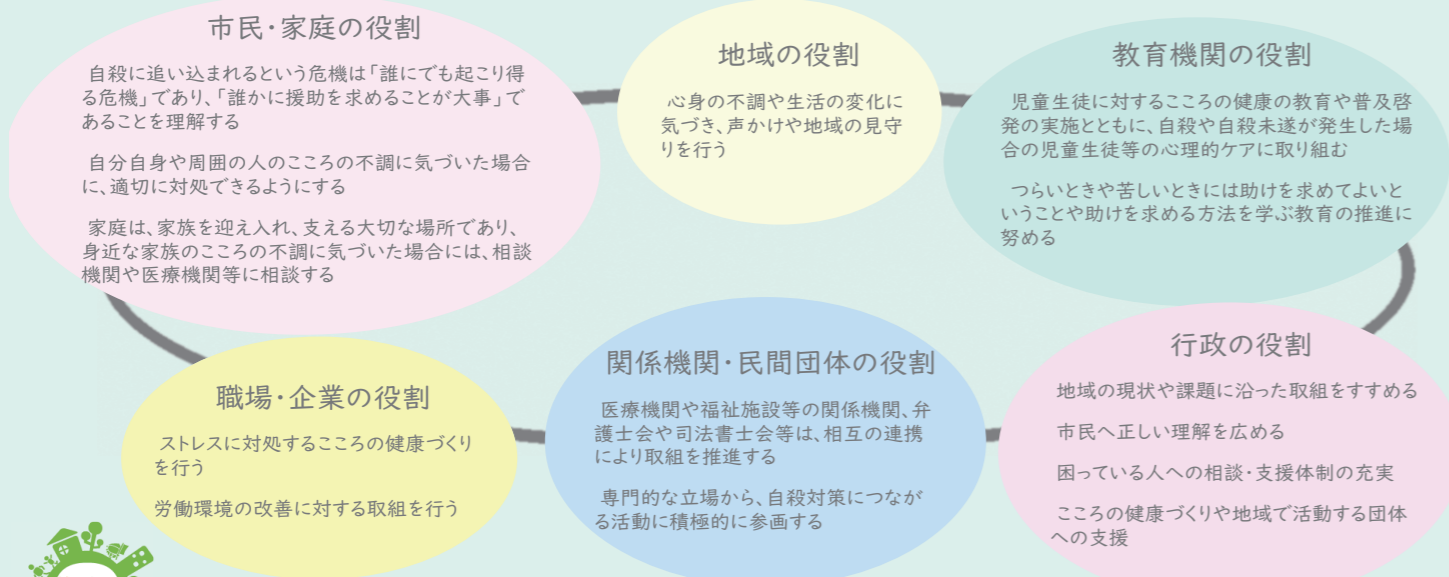 市民・家庭の役割
自殺に追い込まれるという危機は「誰にでも起こり得
る危機」であり、「誰かに援助を求めることが大事」で
あることを理解する
自分自身や周囲の人のこころの不調に気づいた場合
に、適切に対処できるようにする
家庭は、家族を迎え入れ、支える大切な場所であり、
身近な家族のこころの不調に気づいた場合には、相談
機関や医療機関等に相談する
地域の役割
心身の不調や生活の変化に
気づき、声かけや地域の見守
りを行う
教育機関の役割
児童生徒に対するこころの健康の教育や普及啓
発の実施とともに、自殺や自殺未遂が発生した場
合の児童生徒等の心理的ケアに取り組む
つらいときや苦しいときには助けを求めてよいと
いうことや助けを求める方法を学ぶ教育の推進に
努める
職場・企業の役割
ストレスに対処するこころの健康づくり
を行う
労働環境の改善に対する取組を行う
関係機関・民間団体の役割
医療機関や福祉施設等の関係機関、弁
護士会や司法書士会等は、相互の連携
により取組を推進する
専門的な立場から、自殺対策につなが
る活動に積極的に参画する
行政の役割
地域の現状や課題に沿った取組をすすめる
市民へ正しい理解を広める
困っている人への相談・支援体制の充実
こころの健康づくりや地域で活動する団体
への支援